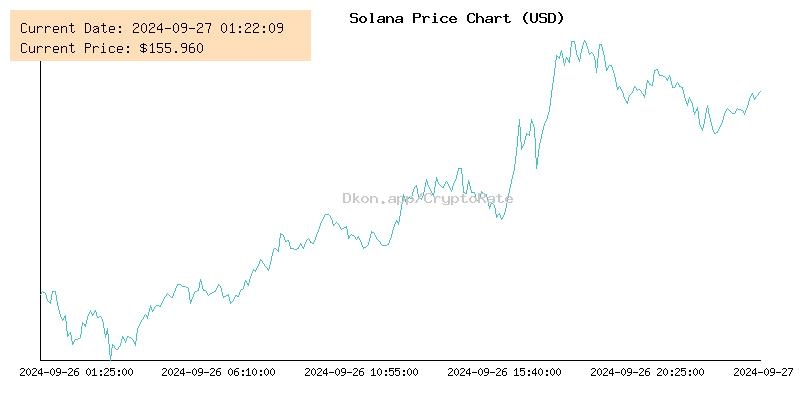 Solana Price Chart (USD)
Current Date: 2024-09-27 01:22:09
Current Price: $155.960
Dkon.app/CryptoRate
2024-09-26 01:25:00
2024-09-26 06:10:00
2024-09-26 10:55:00
2024-09-26 15:40:00
2024-09-26 20:25:00
2024-09-27